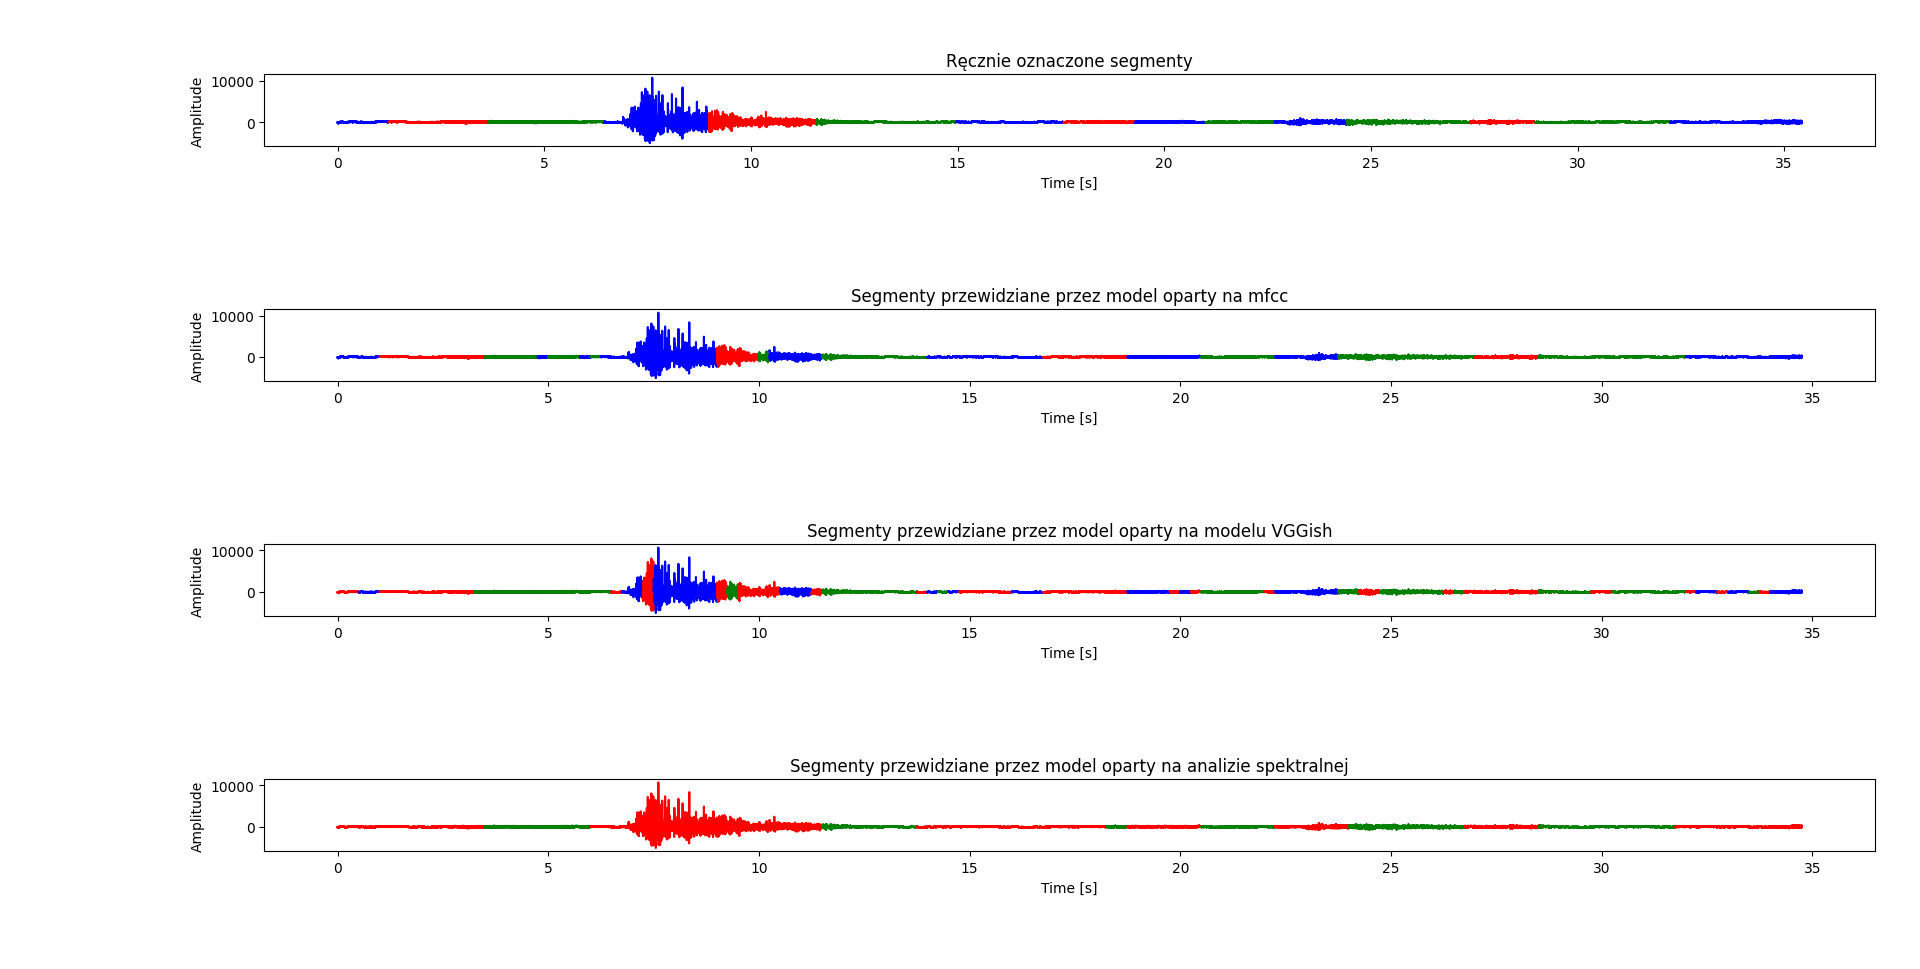 Ręcznie oznaczone segmenty
Amplitude
10000
0
0 5 10 15 20 25 30 35
Time [s]
Segmenty przewidziane przez model oparty na mfcc
Amplitude
10000
0
0 5 10 15 20 25 30 35
Time [s]
Segmenty przewidziane przez model oparty na modelu VGGish
Amplitude
10000
0
0 5 10 15 20 25 30 35
Time [s]
Segmenty przewidziane przez model oparty na analizie spektralnej
Amplitude
10000
0
0 5 10 15 20 25 30 35
Time [s]